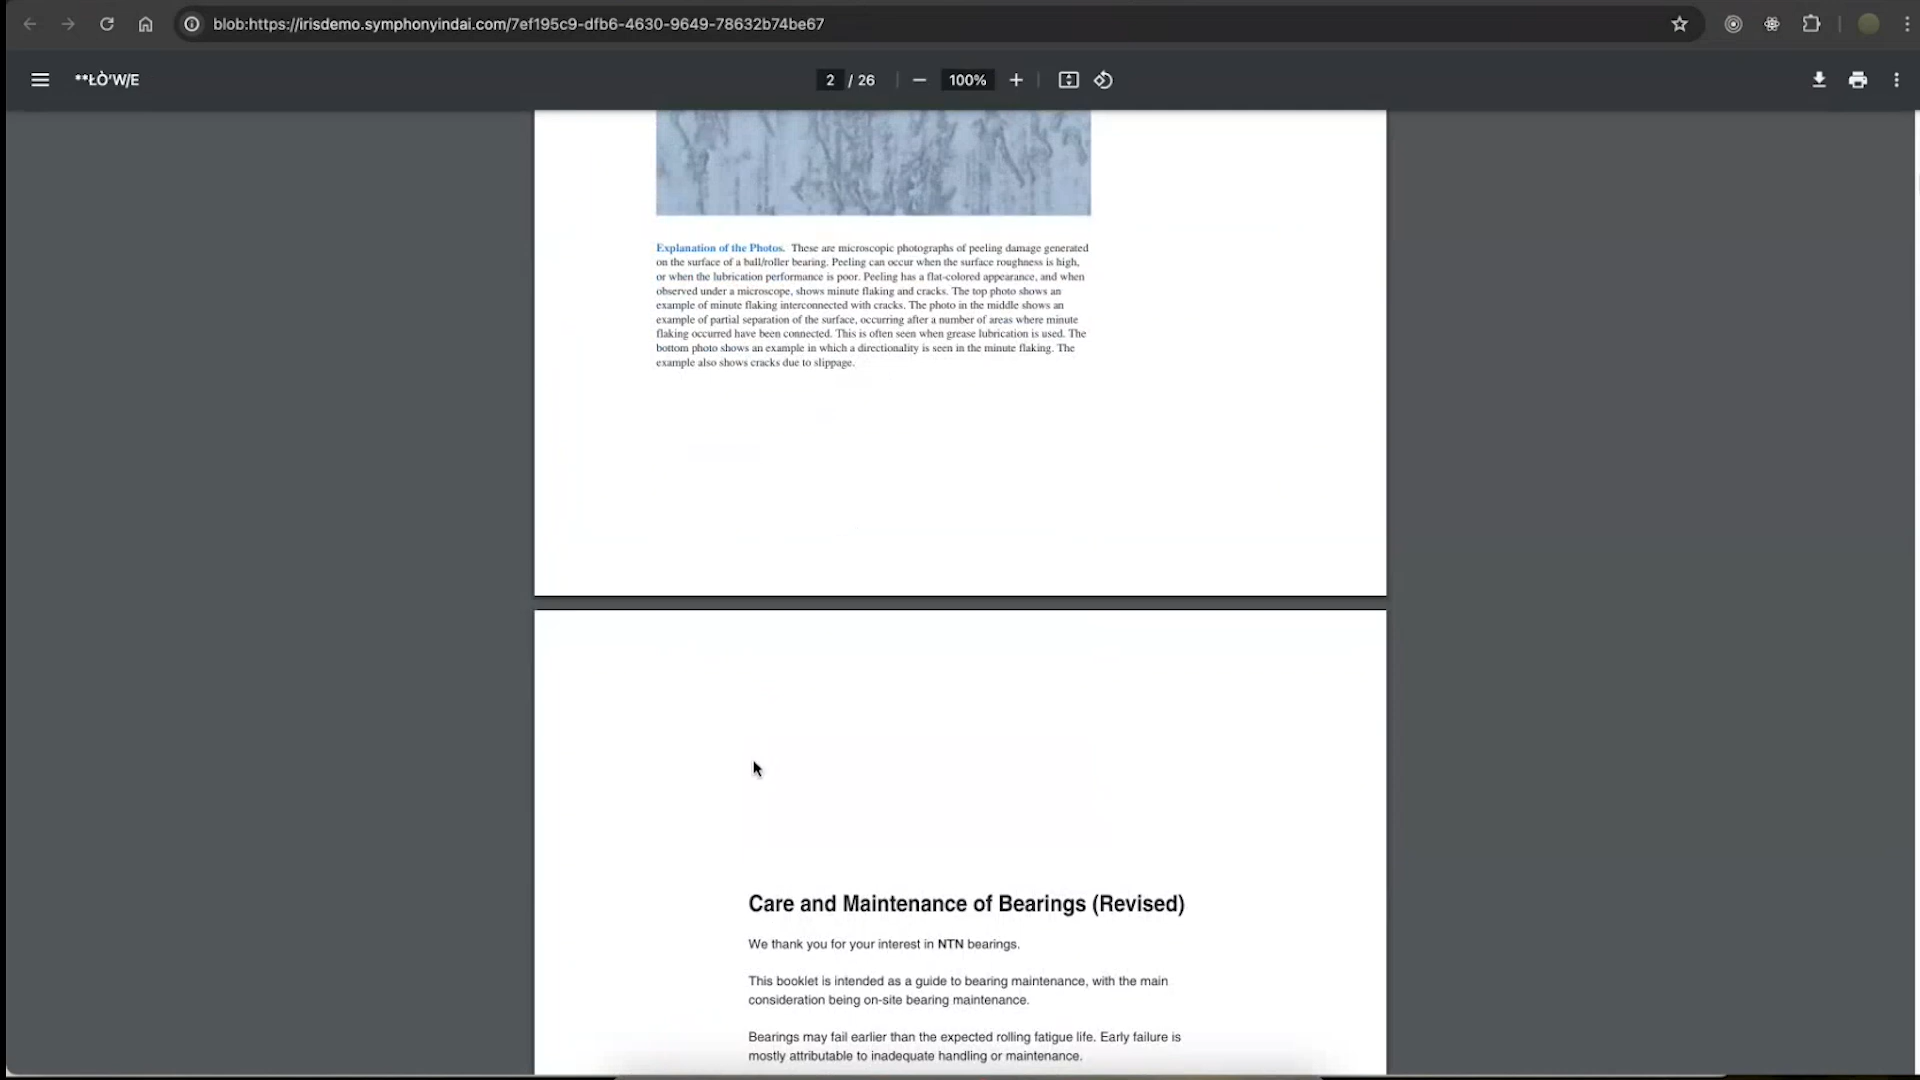 blob:https://irisdemo.symphonyindai.com/7ef195c9-dfb6-4630-9649-78632b74be67
**ŁÒ'W/E
2 / 26
100%
Explanation of the Photos. These are microscopic photographs of peeling damage generated
on the surface of a ball/roller bearing. Peeling can occur when the surface roughness is high,
or when the lubrication performance is poor. Peeling has a flat-colored appearance, and when
observed under a microscope, shows minute flaking and cracks. The top photo shows an
example of minute flaking interconnected with cracks. The photo in the middle shows an
example of partial separation of the surface, occurring after a number of areas where minute
flaking occurred have been connected. This is often seen when grease lubrication is used. The
bottom photo shows an example in which a directionality is seen in the minute flaking. The
example also shows cracks due to slippage.
Care and Maintenance of Bearings (Revised)
We thank you for your interest in NTN bearings.
This booklet is intended as a guide to bearing maintenance, with the main
consideration being on-site bearing maintenance.
Bearings may fail earlier than the expected rolling fatigue life. Early failure is
mostly attributable to inadequate handling or maintenance.